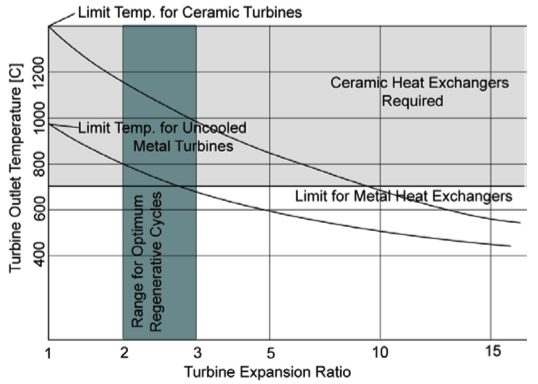 Limit Temp. for Ceramic Turbines
Turbine Outlet Temperature [C]
1200
1000
800
600
400
Ceramic Heat Exchangers
Required
Limit Temp. for Uncooled
Metal Turbines
Limit for Metal Heat Exchangers
Range for Optimum
Regenerative Cycles
1
2
3
5
10
15
Turbine Expansion Ratio